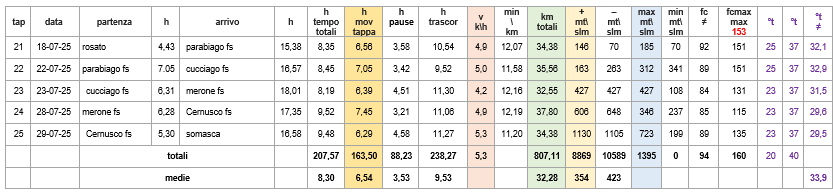 tap data partenza h arrivo h h tempo totali h mov tappa h pause h trascor v k\h min \ km km totali + mt\ slm – mt\ slm max mt\ slm min mt\ slm fc ≠ fcmax max 153 °t °t °t ≠
21 18-07-25 rosato 4,43 parabiago fs 15,38 8,35 6,56 3,58 10,54 4,9 12,07 34,38 146 70 185 70 92 151 25 37 32,1
22 22-07-25 parabiago fs 7.05 cucciago fs 16,57 8,45 7,05 3,42 9,52 5,0 11,58 35,56 163 263 312 341 89 151 25 37 32,9
23 23-07-25 cucciago fs 6,31 merone fs 18,01 8,19 6,39 4,51 11,30 4,2 12,16 32,55 427 427 427 108 84 131 23 37 31,5
24 28-07-25 merone fs 6,28 Cernusco fs 17,35 9,52 7,45 3,21 11,06 4,9 12,19 37,80 606 648 346 237 85 115 23 37 29,6
25 29-07-25 Cernusco fs 5,30 somasca 16,58 9,48 6,29 4,58 11,27 5,3 11,20 34,38 1130 1105 723 199 89 135 23 37 29,5
totali 207,57 163,50 88,23 238,27 5,3 807,11 8869 10589 1395 0 94 160 20 40
medie 8,30 6,54 3,53 9,53 32,28 354 423 33,9